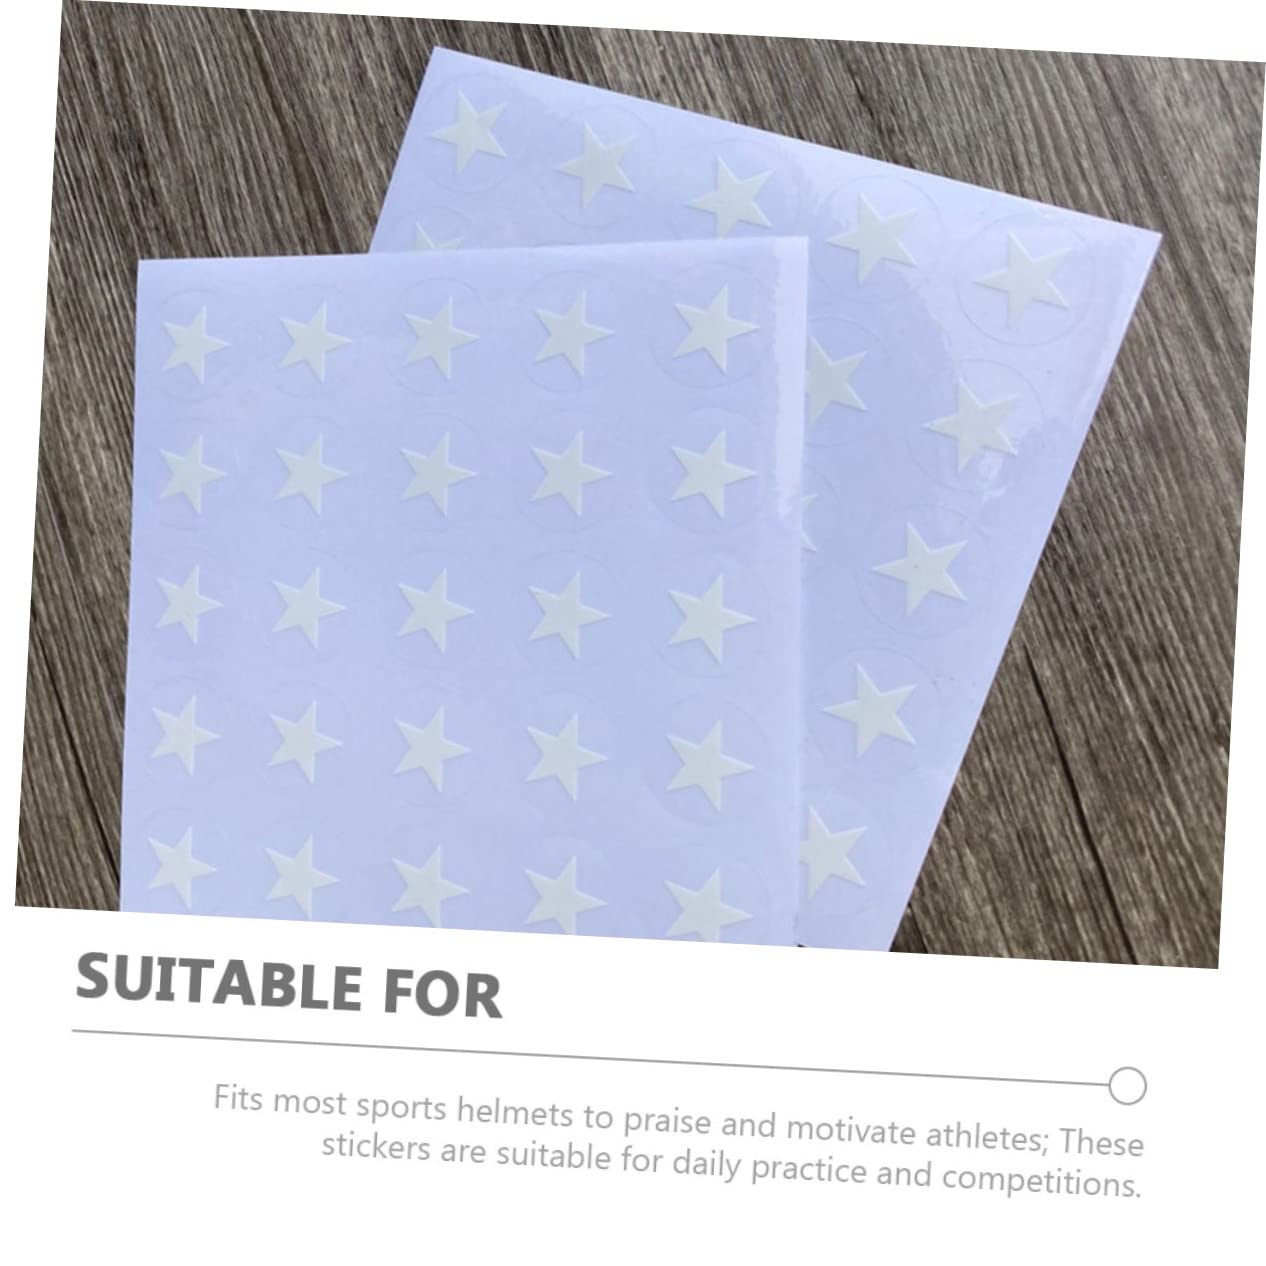 SUITABLE FOR
Fits most sports helmets to praise and motivate athletes; These
stickers are suitable for daily practice and competitions.